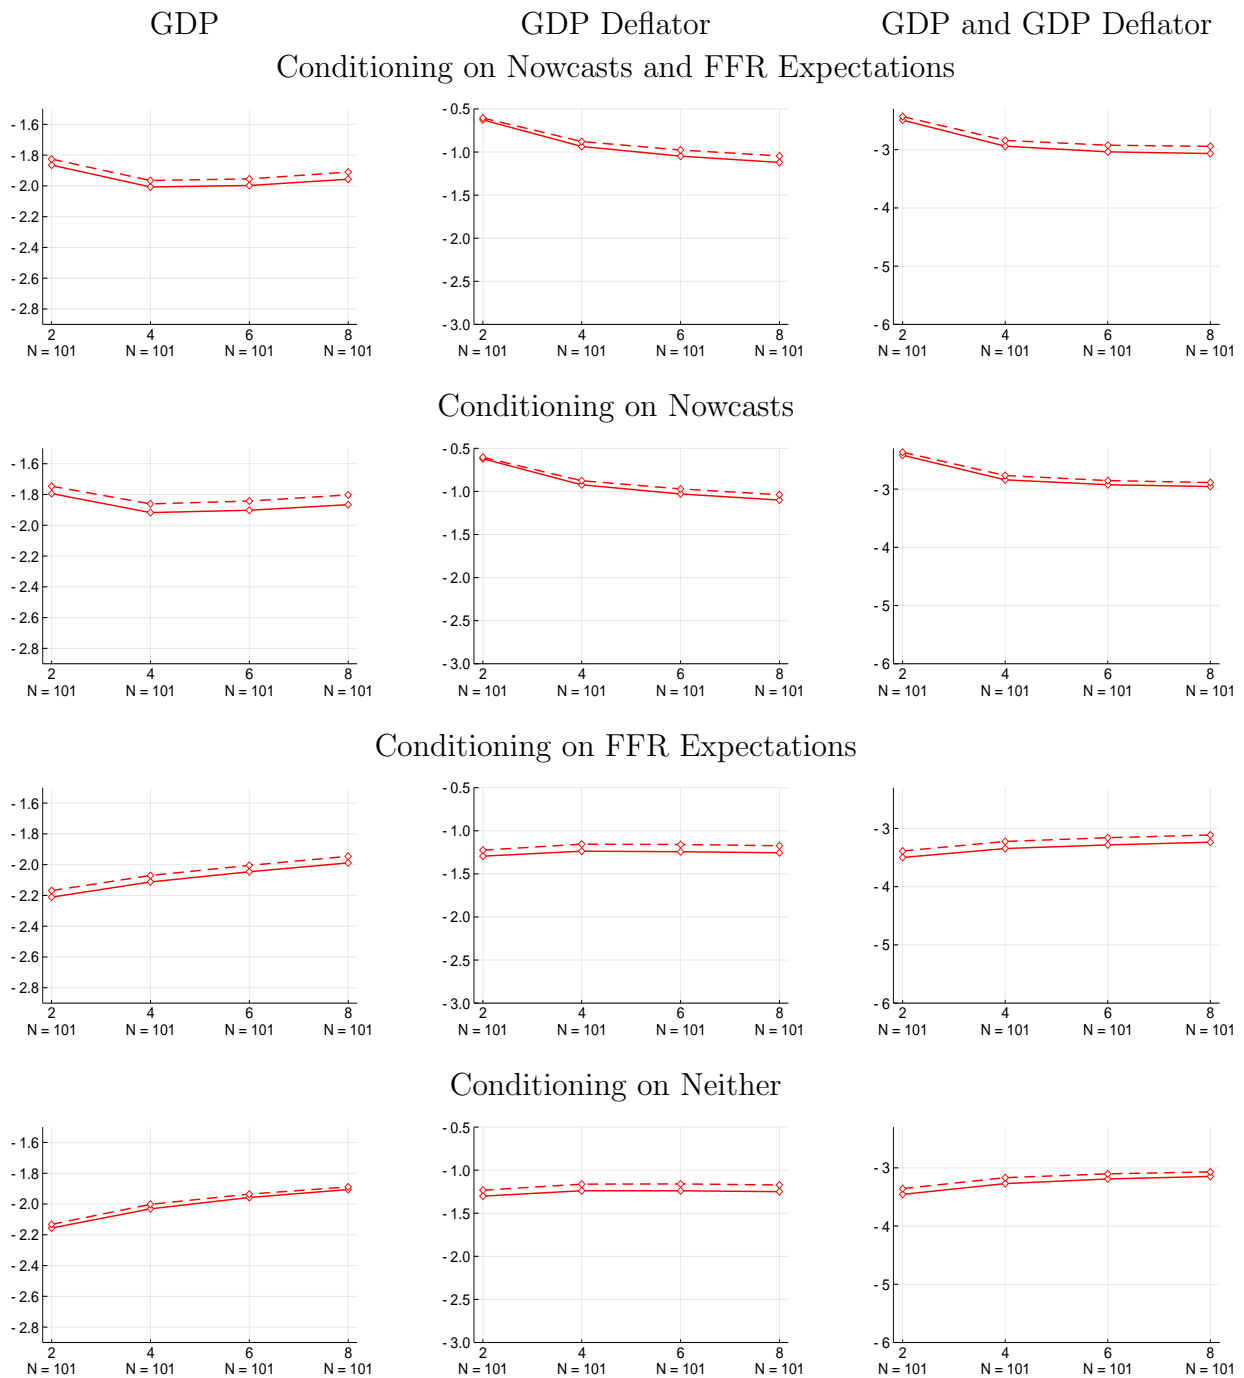 GDP GDP Deflator GDP and GDP Deflator
Conditioning on Nowcasts and FFR Expectations
- 1.6
- 1.8
- 2.0
- 2.2
- 2.4
- 2.6
- 2.8
2 4 6 8
N = 101 N = 101 N = 101 N = 101
- 0.5
- 1.0
- 1.5
- 2.0
- 2.5
- 3.0
2 4 6 8
N = 101 N = 101 N = 101 N = 101
- 3
- 4
- 5
- 6
2 4 6 8
N = 101 N = 101 N = 101 N = 101
Conditioning on Nowcasts
- 1.6
- 1.8
- 2.0
- 2.2
- 2.4
- 2.6
- 2.8
2 4 6 8
N = 101 N = 101 N = 101 N = 101
- 0.5
- 1.0
- 1.5
- 2.0
- 2.5
- 3.0
2 4 6 8
N = 101 N = 101 N = 101 N = 101
- 3
- 4
- 5
- 6
2 4 6 8
N = 101 N = 101 N = 101 N = 101
Conditioning on FFR Expectations
- 1.6
- 1.8
- 2.0
- 2.2
- 2.4
- 2.6
- 2.8
2 4 6 8
N = 101 N = 101 N = 101 N = 101
- 0.5
- 1.0
- 1.5
- 2.0
- 2.5
- 3.0
2 4 6 8
N = 101 N = 101 N = 101 N = 101
- 3
- 4
- 5
- 6
2 4 6 8
N = 101 N = 101 N = 101 N = 101
Conditioning on Neither
- 1.6
- 1.8
- 2.0
- 2.2
- 2.4
- 2.6
- 2.8
2 4 6 8
N = 101 N = 101 N = 101 N = 101
- 0.5
- 1.0
- 1.5
- 2.0
- 2.5
- 3.0
2 4 6 8
N = 101 N = 101 N = 101 N = 101
- 3
- 4
- 5
- 6
2 4 6 8
N = 101 N = 101 N = 101 N = 101